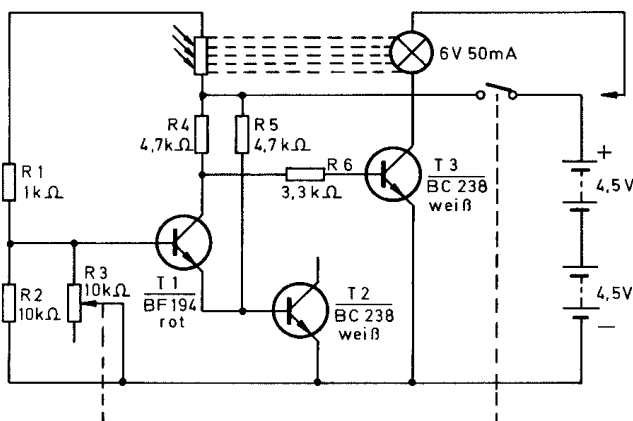 6V 50mA
R4
4,7kΩ
R5
4,7kΩ
R1
1kΩ
R6
3,3kΩ
T3
BC 238
weiß
+
4,5V
R3
10kΩ
R2
10kΩ
T1
BF194
rot
T2
BC 238
weiß
4,5V
—